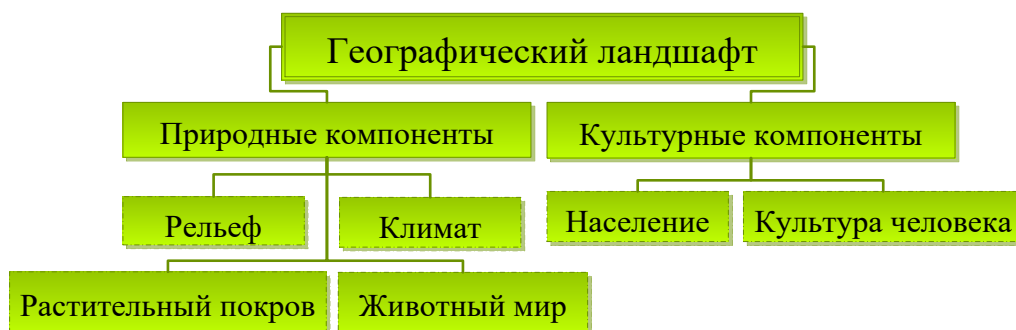 Географический ландшафт
Природные компоненты
Культурные компоненты
Рельеф
Климат
Население
Культура человека
Растительный покров
Животный мир